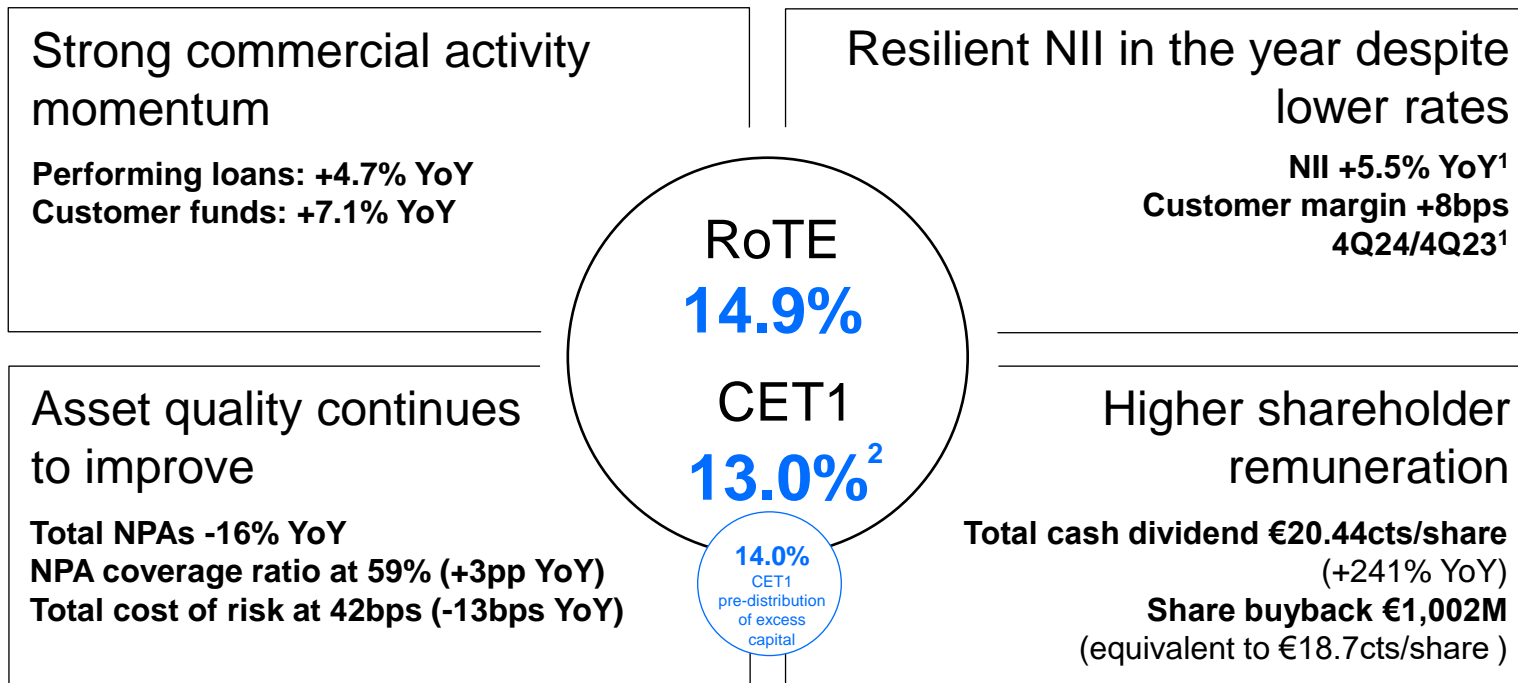 Strong commercial activity
momentum
Performing loans: +4.7% YoY
Customer funds: +7.1% YoY
Resilient NII in the year despite
lower rates
NII +5.5% YoY¹
Customer margin +8bps
4Q24/4Q23¹
RoTE
14.9%
CET1
13.0%²
14.0%
CET1
pre-distribution
of excess
capital
Asset quality continues
to improve
Total NPAs -16% YoY
NPA coverage ratio at 59% (+3pp YoY)
Total cost of risk at 42bps (-13bps YoY)
Higher shareholder
remuneration
Total cash dividend €20.44cts/share
(+241% YoY)
Share buyback €1,002M
(equivalent to €18.7cts/share )